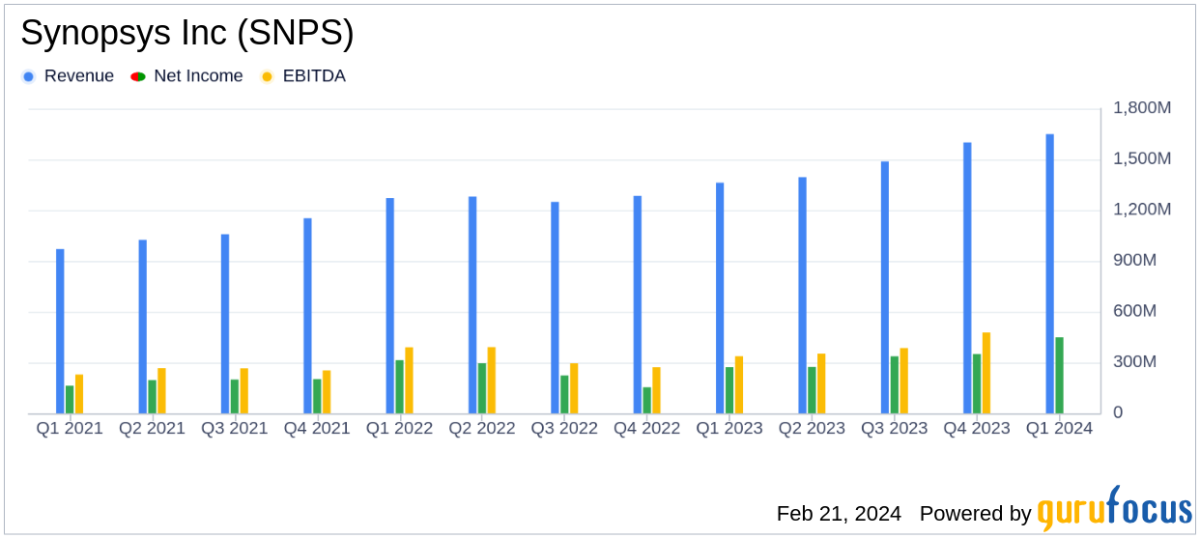 Synopsys Inc (SNPS)
Revenue Net Income EBITDA
1,800M
1,500M
1,200M
900M
600M
300M
0
Q1 2021 Q2 2021 Q3 2021 Q4 2021 Q1 2022 Q2 2022 Q3 2022 Q4 2022 Q1 2023 Q2 2023 Q3 2023 Q4 2023 Q1 2024
Feb 21, 2024 Powered by gurufocus